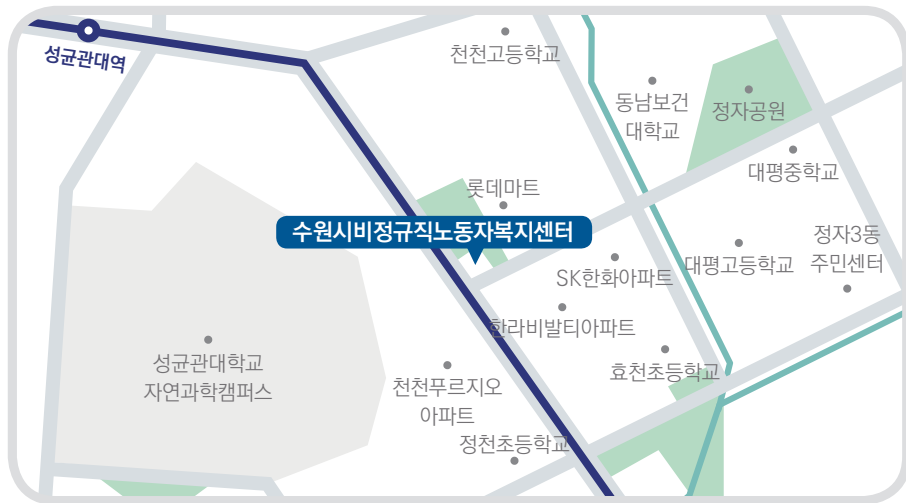 성균관대역
천천고등학교
동남보건
대학교
정자공원
대평중학교
롯데마트
수원시비정규직노동자복지센터
SK한화아파트
대평고등학교
정자3동
주민센터
한라비발티아파트
성균관대학교
자연과학캠퍼스
천천푸르지오
아파트
효천초등학교
정천초등학교